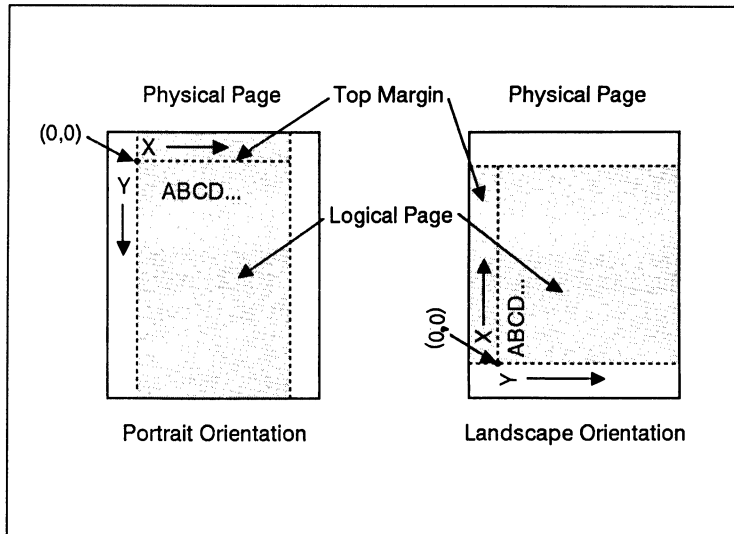 Physical Page
Top Margin
Physical Page
(0,0)
X
Y
ABCD...
Logical Page
X
ABCD...
(0,0)
Y
Portrait Orientation
Landscape Orientation